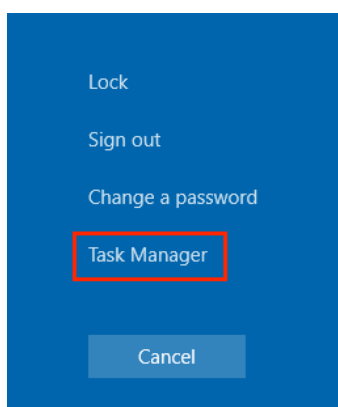 Lock
Sign out
Change a password
Task Manager
Cancel